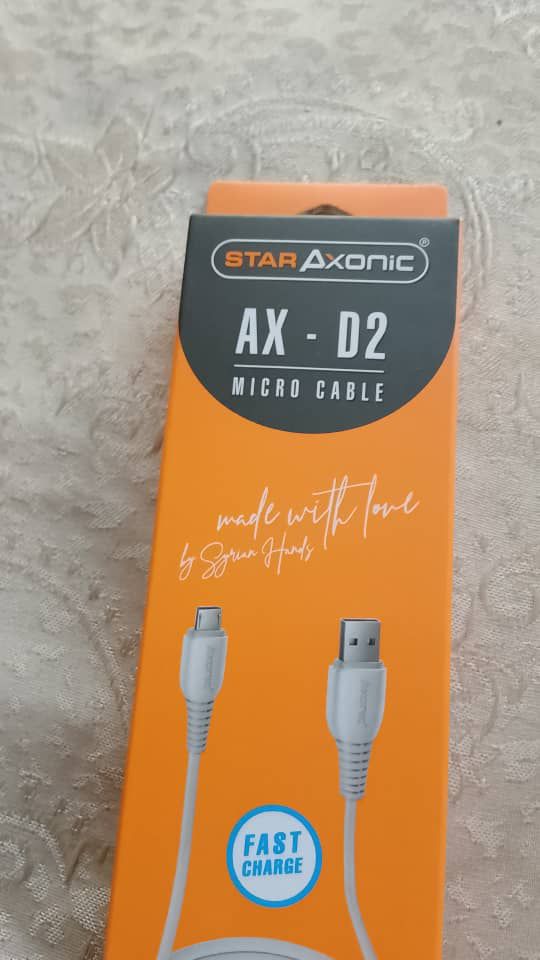 STAR Axonic ®
AX - D2
MICRO CABLE
made with love
by Syrian Hands
FAST
CHARGE